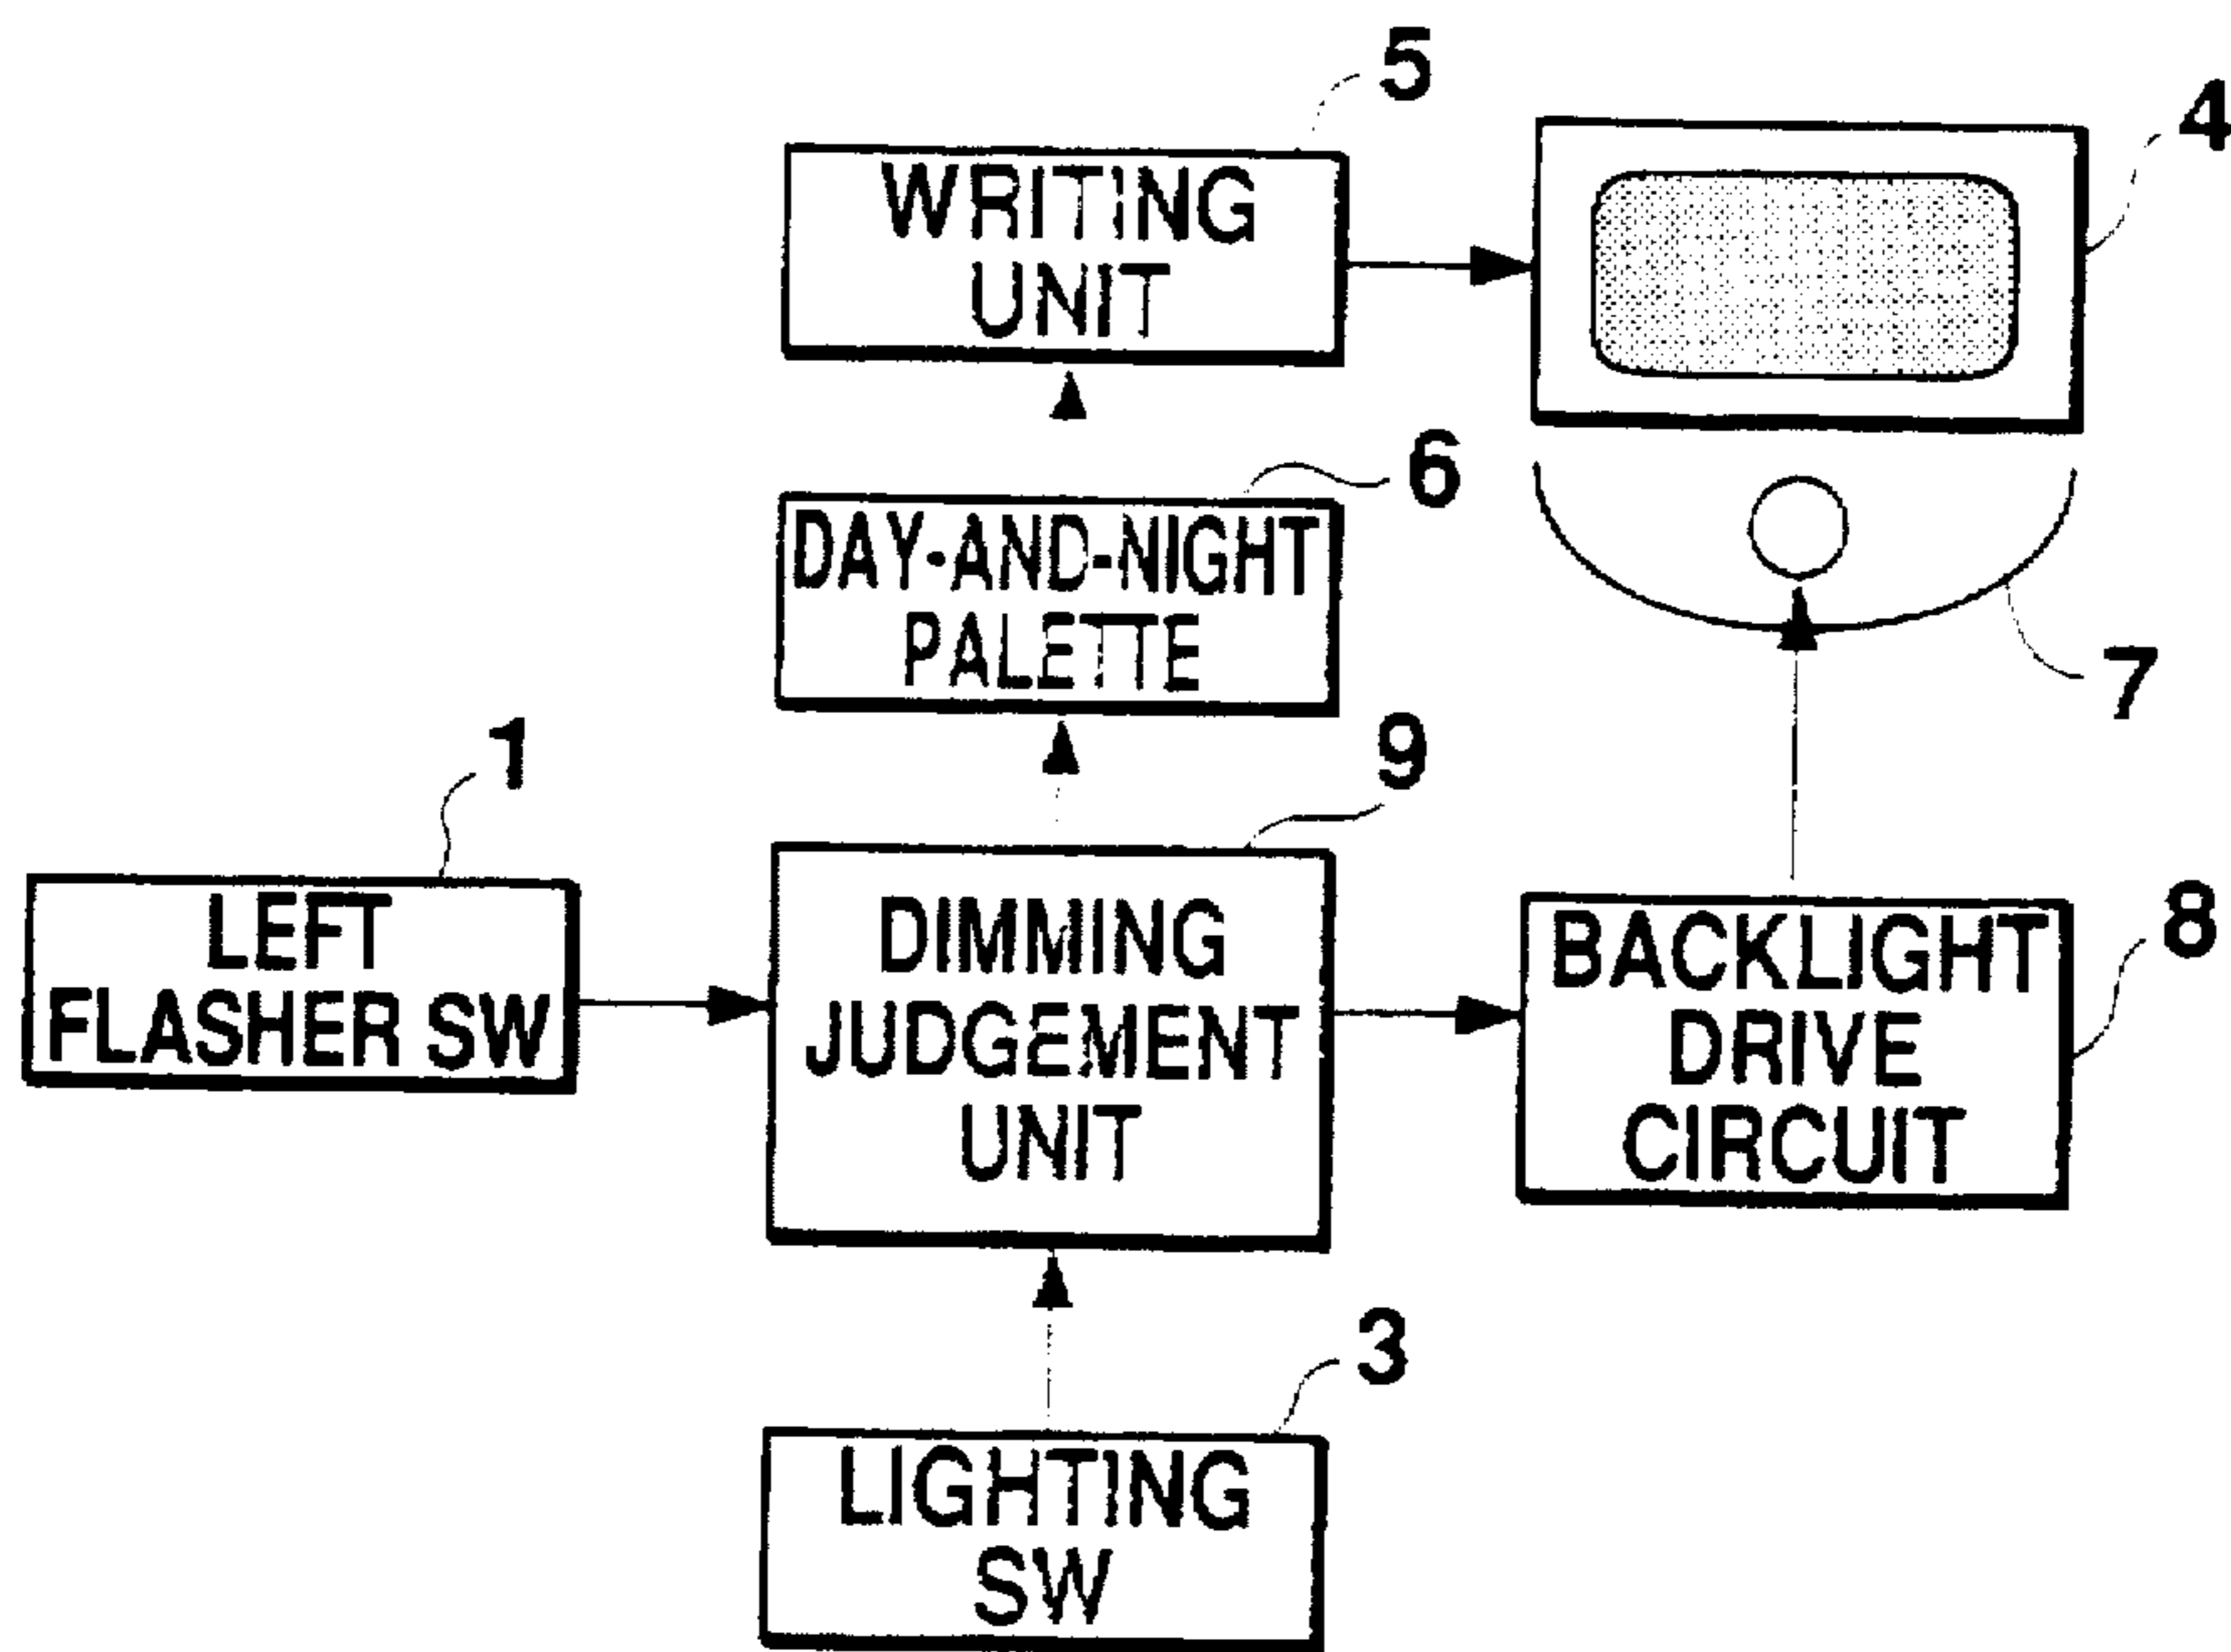 5
4
WRITING
UNIT
6
DAY-AND-NIGHT
PALETTE
7
1
9
LEFT
FLASHER SW
DIMMING
JUDGEMENT
UNIT
8
BACKLIGHT
DRIVE
CIRCUIT
3
LIGHTING
SW